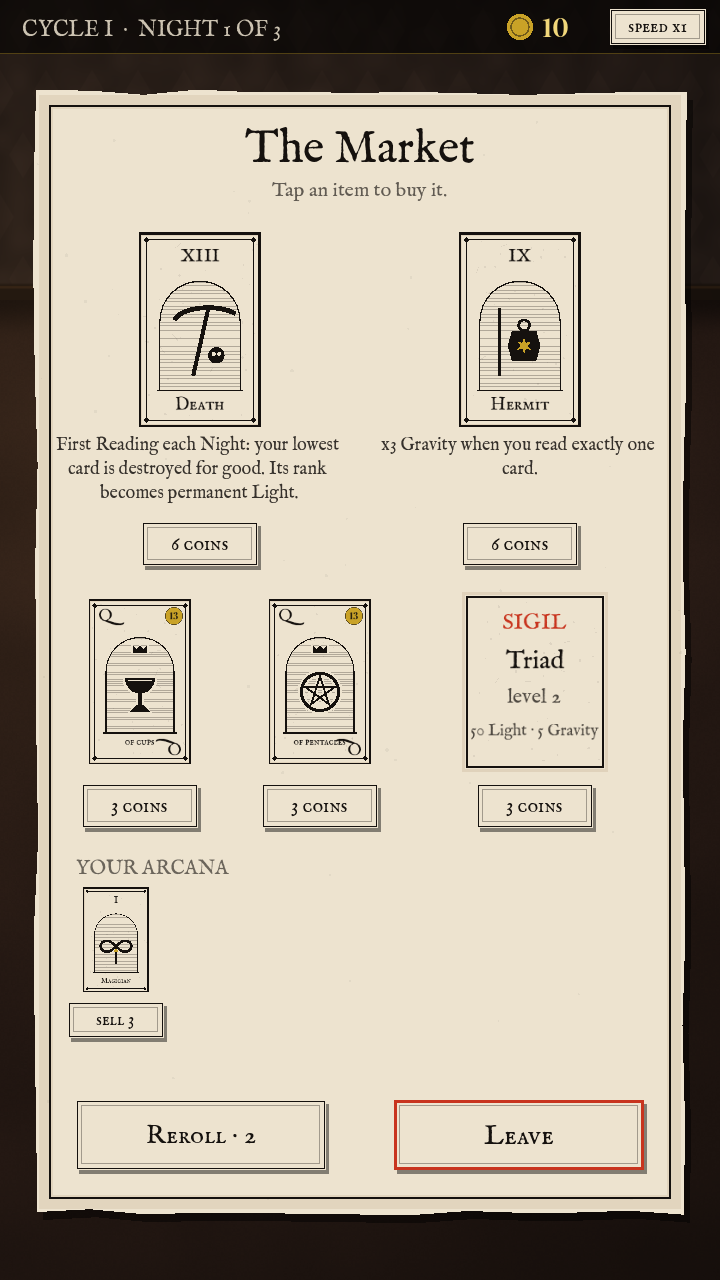 CYCLE I · NIGHT 1 OF 3
10
SPEED X1
The Market
Tap an item to buy it.
XIII
Death
IX
Hermit
First Reading each Night: your lowest
card is destroyed for good. Its rank
becomes permanent Light.
x3 Gravity when you read exactly one
card.
6 COINS
6 COINS
Q
13
OF CUPS
Q
Q
13
OF PENTACLES
Q
SIGIL
Triad
level 2
50 Light · 5 Gravity
3 COINS
3 COINS
3 COINS
YOUR ARCANA
I
Magician
SELL 3
Reroll · 2
Leave